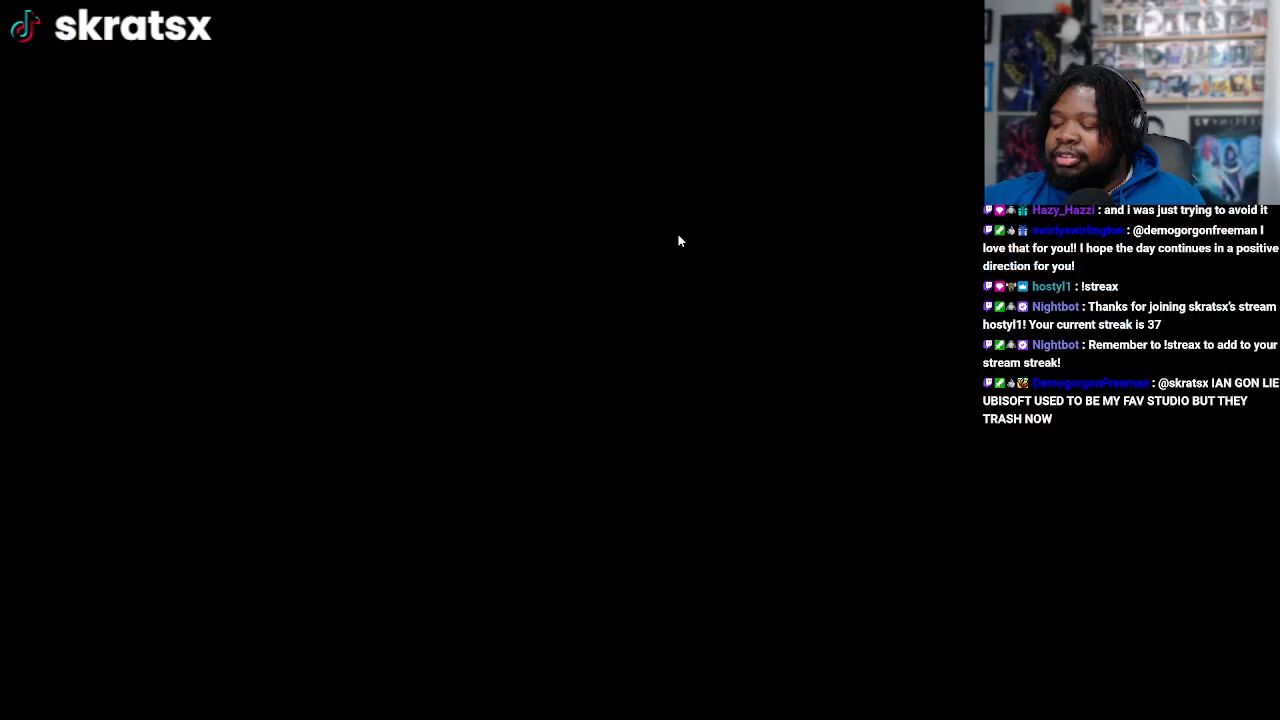 skratsx
Hazy_Hazzi : and i was just trying to avoid it
swirlyswirlington : @demogorgonfreeman I
love that for you!! I hope the day continues in a positive
direction for you!
hostyl1 : !streax
Nightbot : Thanks for joining skratsx's stream
hostyl1! Your current streak is 37
Nightbot : Remember to !streax to add to your
stream streak!
DemogorgonFreeman : @skratsx IAN GON LIE
UBISOFT USED TO BE MY FAV STUDIO BUT THEY
TRASH NOW